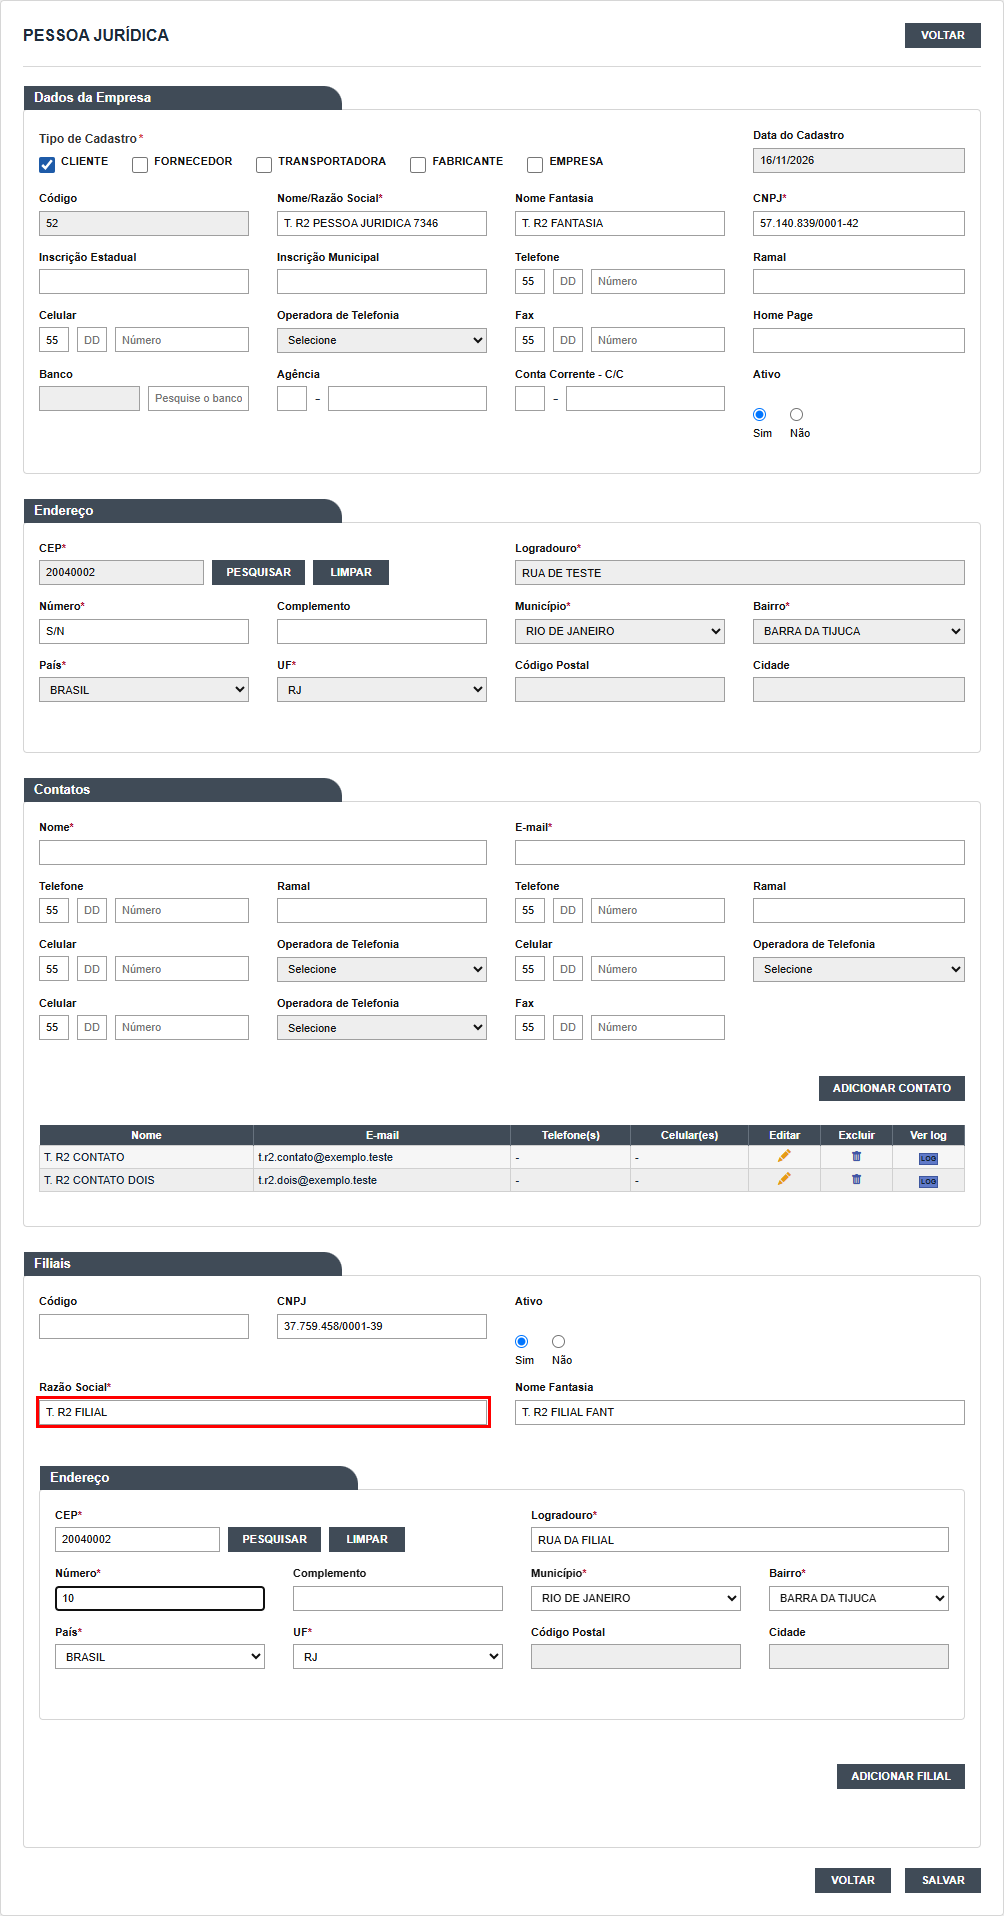 PESSOA JURÍDICA
VOLTAR
Dados da Empresa
Tipo de Cadastro*
Data do Cadastro
CLIENTE FORNECEDOR TRANSPORTADORA FABRICANTE EMPRESA
16/11/2026
Código Nome/Razão Social* Nome Fantasia CNPJ*
52 T. R2 PESSOA JURIDICA 7346 T. R2 FANTASIA 57.140.839/0001-42
Inscrição Estadual Inscrição Municipal Telefone Ramal
55 DD Número
Celular Operadora de Telefonia Fax Home Page
55 DD Número Selecione 55 DD Número
Banco Agência Conta Corrente - C/C Ativo
Pesquise o banco - -
Sim Não
Endereço
CEP* Logradouro*
20040002 PESQUISAR LIMPAR RUA DE TESTE
Número* Complemento Município* Bairro*
S/N RIO DE JANEIRO BARRA DA TIJUCA
País* UF* Código Postal Cidade
BRASIL RJ
Contatos
Nome* E-mail*
Telefone Ramal Telefone Ramal
55 DD Número 55 DD Número
Celular Operadora de Telefonia Celular Operadora de Telefonia
55 DD Número Selecione 55 DD Número Selecione
Celular Operadora de Telefonia Fax
55 DD Número Selecione 55 DD Número
ADICIONAR CONTATO
Nome E-mail Telefone(s) Celular(es) Editar Excluir Ver log
T. R2 CONTATO t.r2.contato@exemplo.teste - - LOG
T. R2 CONTATO DOIS t.r2.dois@exemplo.teste - - LOG
Filiais
Código CNPJ Ativo
37.759.458/0001-39
Sim Não
Razão Social* Nome Fantasia
T. R2 FILIAL T. R2 FILIAL FANT
Endereço
CEP* Logradouro*
20040002 PESQUISAR LIMPAR RUA DA FILIAL
Número* Complemento Município* Bairro*
10 RIO DE JANEIRO BARRA DA TIJUCA
País* UF* Código Postal Cidade
BRASIL RJ
ADICIONAR FILIAL
VOLTAR SALVAR